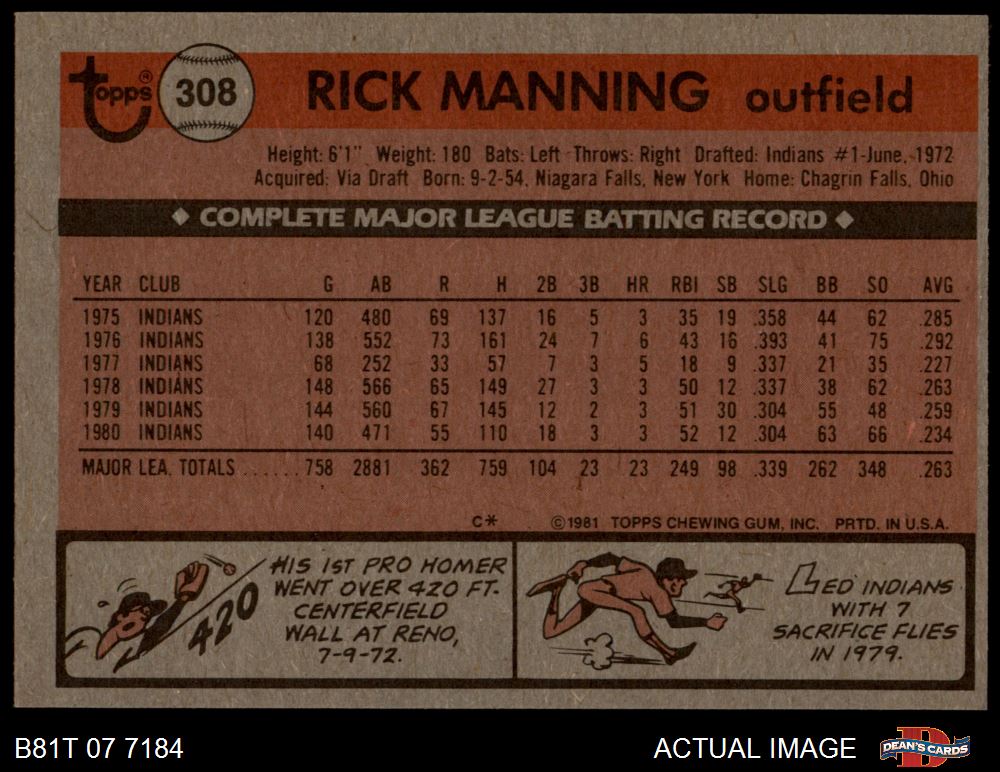 Topps® 308 RICK MANNING outfield
Height: 6'1" Weight: 180 Bats: Left Throws: Right Drafted: Indians #1-June, 1972
Acquired: Via Draft Born: 9-2-54, Niagara Falls, New York Home: Chagrin Falls, Ohio
◆ COMPLETE MAJOR LEAGUE BATTING RECORD ◆
YEAR CLUB G AB R H 2B 3B HR RBI SB SLG BB SO AVG
1975 INDIANS 120 480 69 137 16 5 3 35 19 .358 44 62 .285
1976 INDIANS 138 552 73 161 24 7 6 43 16 .393 41 75 .292
1977 INDIANS 68 252 33 57 7 3 5 18 9 .337 21 35 .227
1978 INDIANS 148 566 65 149 27 3 3 50 12 .337 38 62 .263
1979 INDIANS 144 560 67 145 12 2 3 51 30 .304 55 48 .259
1980 INDIANS 140 471 55 110 18 3 3 52 12 .304 63 66 .234
MAJOR LEA. TOTALS ...... 758 2881 362 759 104 23 23 249 98 .339 262 348 .263
C* ©1981 TOPPS CHEWING GUM, INC. PRTD. IN U.S.A.
420
HIS 1ST PRO HOMER
WENT OVER 420 FT.
CENTERFIELD
WALL AT RENO,
7-9-72.
LED INDIANS
WITH 7
SACRIFICE FLIES
IN 1979.
B81T 07 7184 ACTUAL IMAGE D DEAN'S CARDS